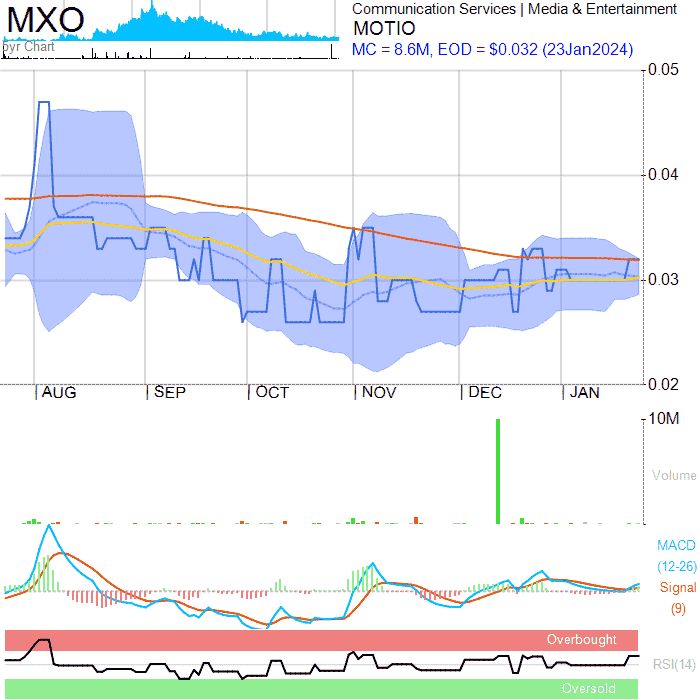 MXO
Communication Services | Media & Entertainment
MOTIO
MC = 8.6M, EOD = $0.032 (23Jan2024)
5yr Chart
0.05
0.04
0.03
0.02
| AUG | SEP | OCT | NOV | DEC | JAN
10M
Volume
MACD
(12-26)
Signal
(9)
Overbought
RSI(14)
Oversold